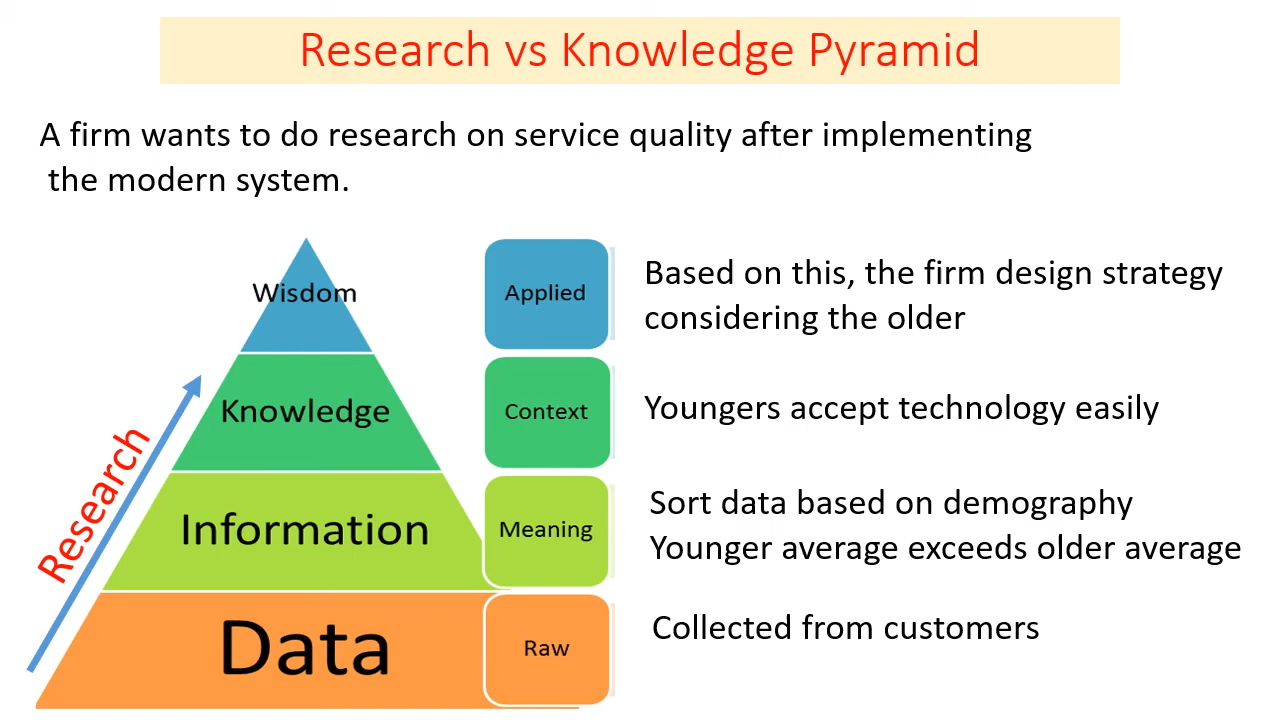 Research vs Knowledge Pyramid
A firm wants to do research on service quality after implementing
the modern system.
Wisdom
Applied
Based on this, the firm design strategy
considering the older
Knowledge
Context
Youngers accept technology easily
Research
Information
Meaning
Sort data based on demography
Younger average exceeds older average
Data
Raw
Collected from customers